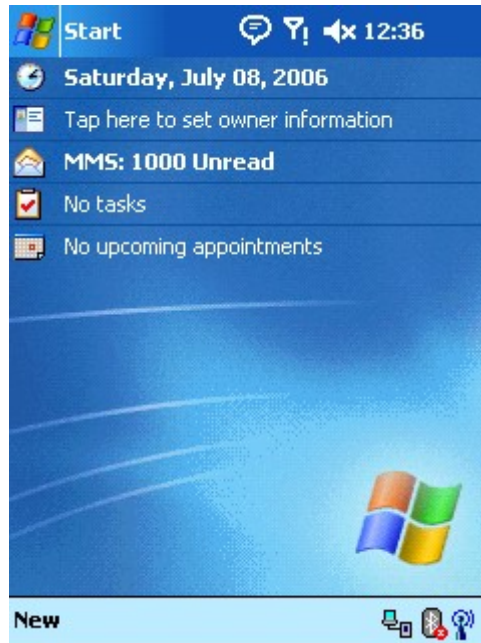 Start 12:36
Saturday, July 08, 2006
Tap here to set owner information
MMS: 1000 Unread
No tasks
No upcoming appointments
New